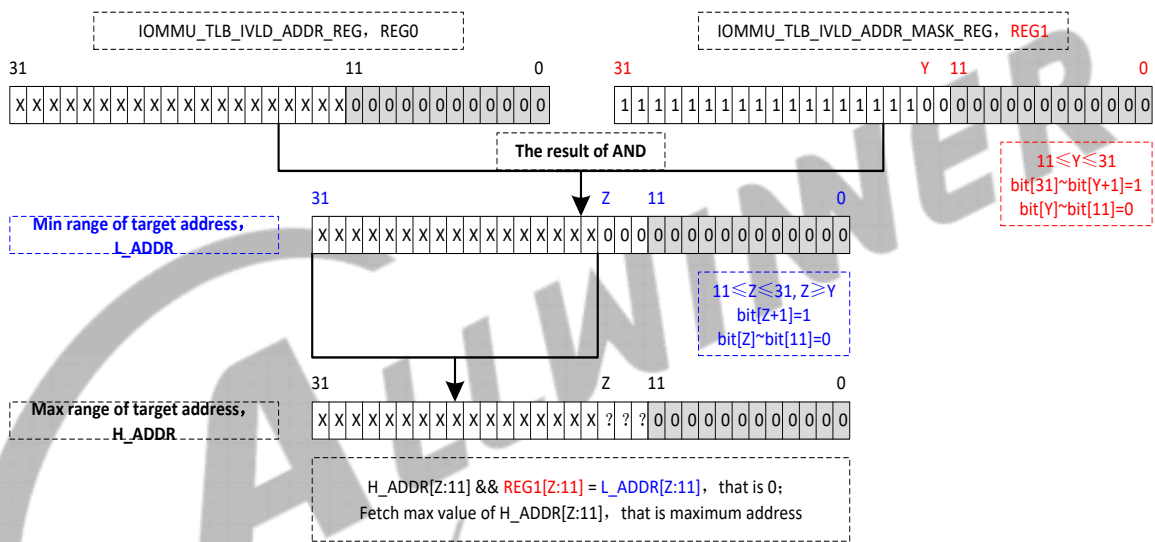 IOMMU_TLB_IVLD_ADDR_REG，REG0
IOMMU_TLB_IVLD_ADDR_MASK_REG，REG1
31 11 0
31 Y 11 0
X X X X X X X X X X X X X X X X X X X X 0 0 0 0 0 0 0 0 0 0 0 0
1 1 1 1 1 1 1 1 1 1 1 1 1 1 1 1 1 1 0 0 0 0 0 0 0 0 0 0 0 0 0 0
The result of AND
11≤Y≤31
bit[31]~bit[Y+1]=1
bit[Y]~bit[11]=0
31 Z 11 0
Min range of target address，
L_ADDR
X X X X X X X X X X X X X X X X X 0 0 0 0 0 0 0 0 0 0 0 0 0 0 0
11≤Z≤31, Z≥Y
bit[Z+1]=1
bit[Z]~bit[11]=0
31 Z 11 0
Max range of target address，
H_ADDR
X X X X X X X X X X X X X X X X X ? ? ? 0 0 0 0 0 0 0 0 0 0 0 0
H_ADDR[Z:11] && REG1[Z:11] = L_ADDR[Z:11]，that is 0;
Fetch max value of H_ADDR[Z:11]，that is maximum address
ALLWINNER